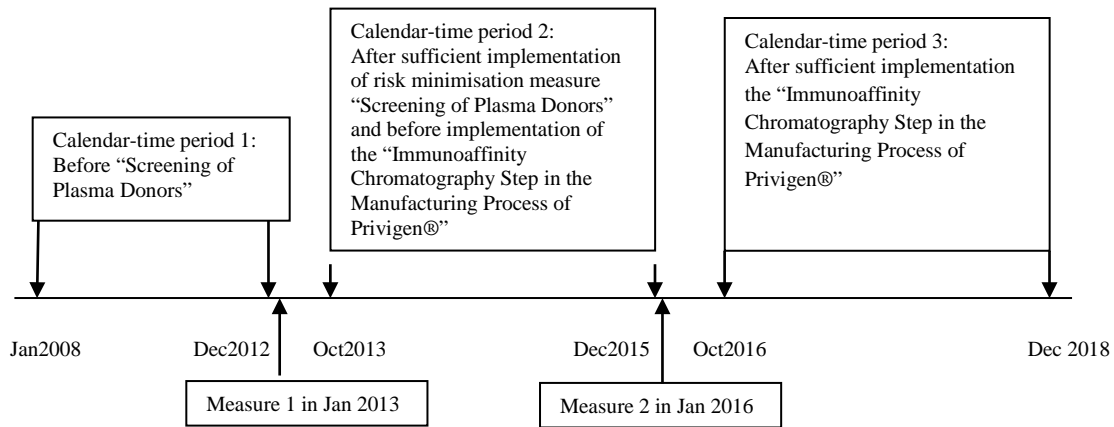 Calendar-time period 1:
Before “Screening of
Plasma Donors”
Calendar-time period 2:
After sufficient implementation
of risk minimisation measure
“Screening of Plasma Donors”
and before implementation of
the “Immunoaffinity
Chromatography Step in the
Manufacturing Process of
Privigen®”
Calendar-time period 3:
After sufficient implementation
the “Immunoaffinity
Chromatography Step in the
Manufacturing Process of
Privigen®”
Jan2008
Dec2012
Oct2013
Dec2015
Oct2016
Dec 2018
Measure 1 in Jan 2013
Measure 2 in Jan 2016